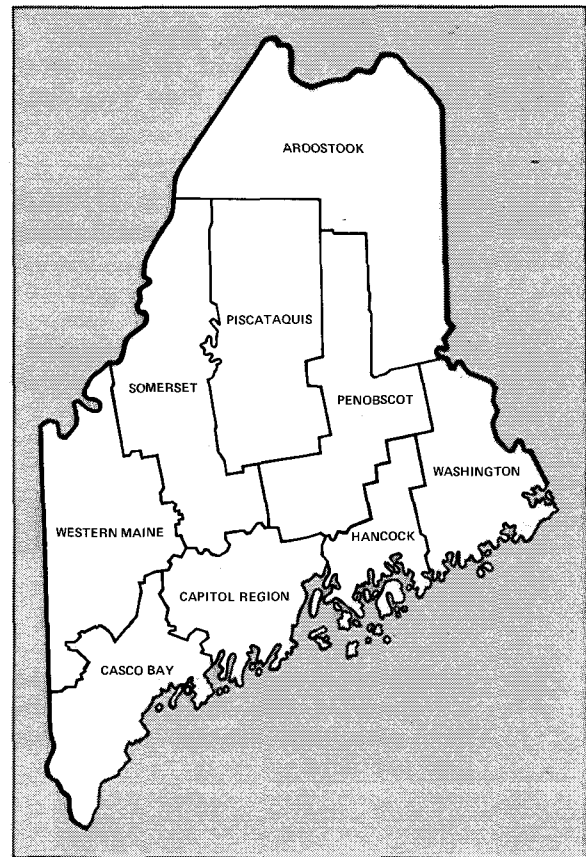 AROOSTOOK
PISCATAQUIS
SOMERSET
PENOBSCOT
WASHINGTON
WESTERN MAINE
HANCOCK
CAPITOL REGION
CASCO BAY